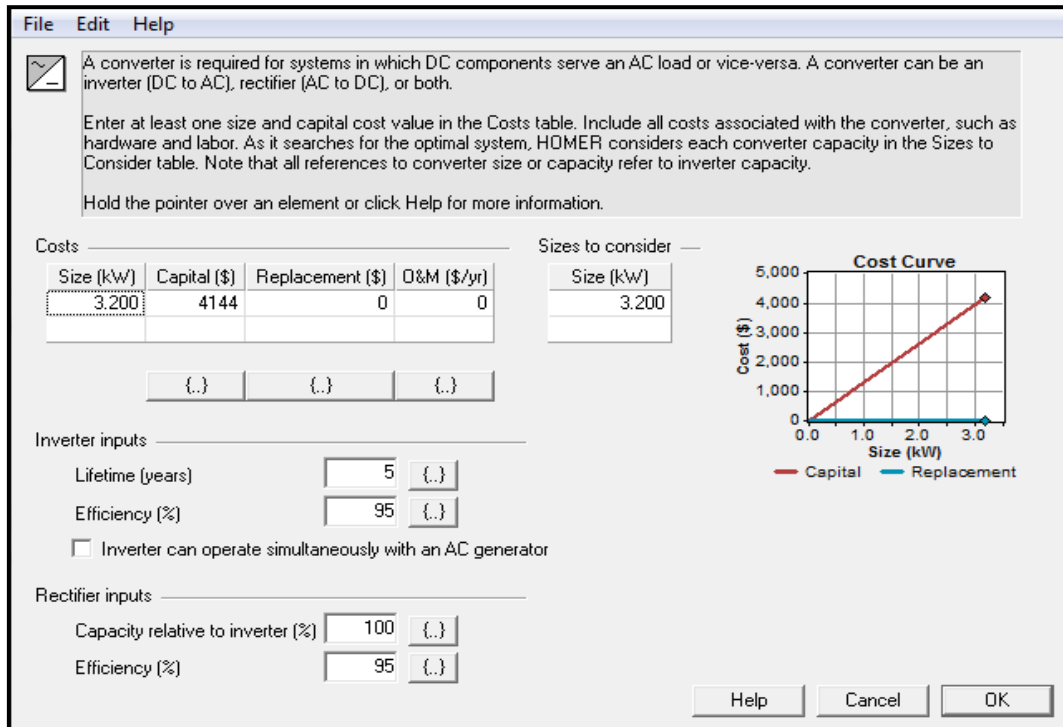 File Edit Help
A converter is required for systems in which DC components serve an AC load or vice-versa. A converter can be an
inverter (DC to AC), rectifier (AC to DC), or both.
Enter at least one size and capital cost value in the Costs table. Include all costs associated with the converter, such as
hardware and labor. As it searches for the optimal system, HOMER considers each converter capacity in the Sizes to
Consider table. Note that all references to converter size or capacity refer to inverter capacity.
Hold the pointer over an element or click Help for more information.
Costs
Size (kW) Capital ($) Replacement ($) O&M ($/yr)
3.200 4144 0 0
{..} {..} {..}
Sizes to consider
Size (kW)
3.200
Cost Curve
Cost ($)
5,000
4,000
3,000
2,000
1,000
0
0.0 1.0 2.0 3.0
Size (kW)
Capital Replacement
Inverter inputs
Lifetime (years) 5 {..}
Efficiency (%) 95 {..}
Inverter can operate simultaneously with an AC generator
Rectifier inputs
Capacity relative to inverter (%) 100 {..}
Efficiency (%) 95 {..}
Help Cancel OK